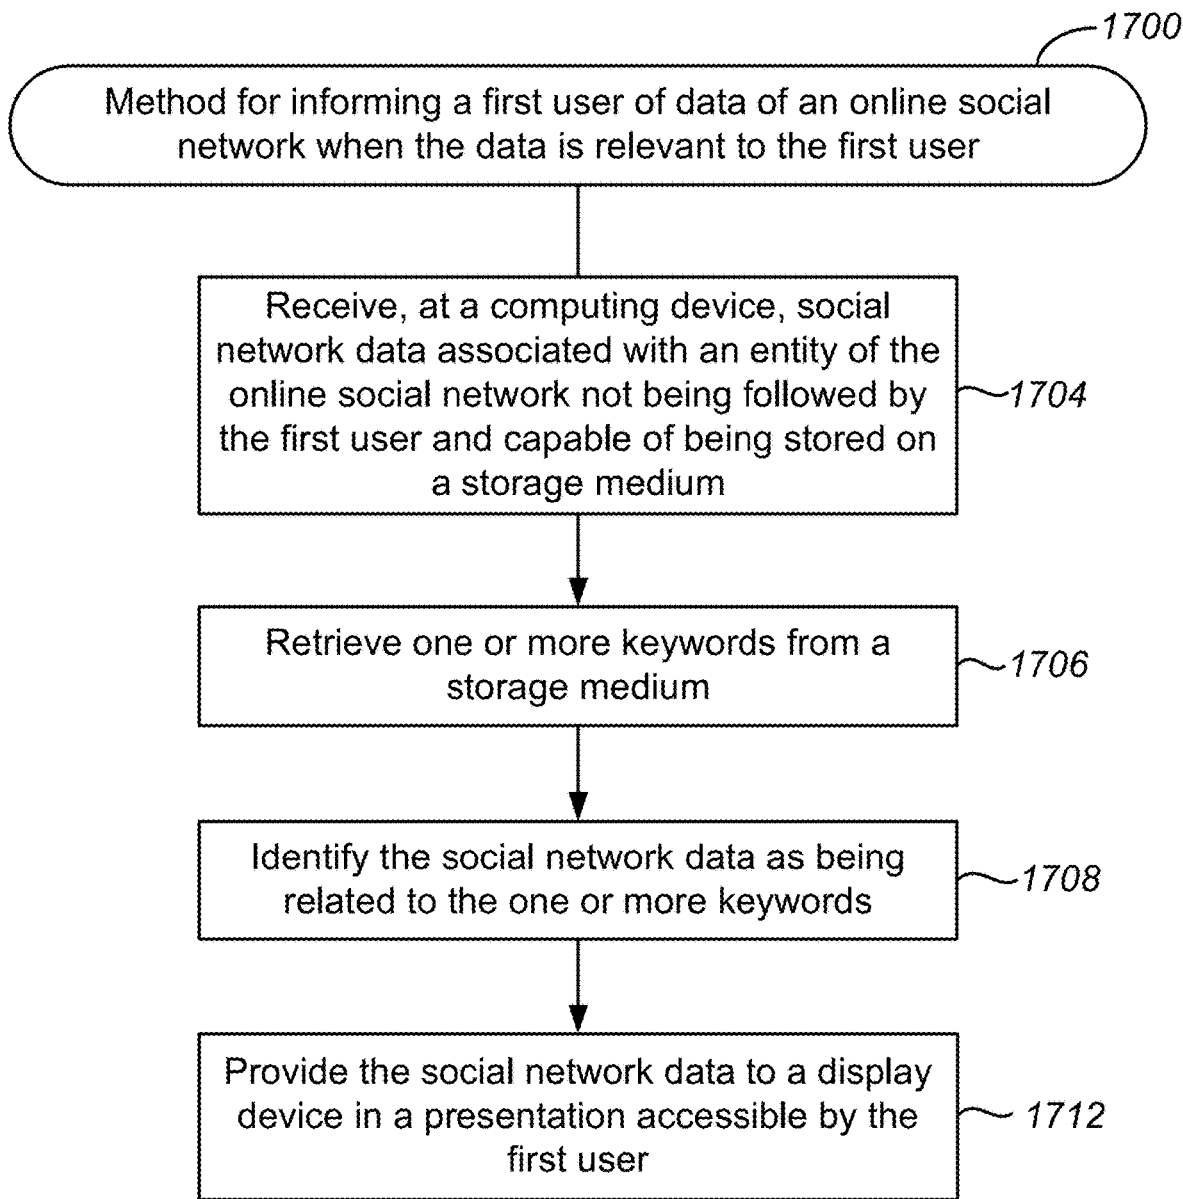 1700
Method for informing a first user of data of an online social
network when the data is relevant to the first user
Receive, at a computing device, social
network data associated with an entity of the
online social network not being followed by
the first user and capable of being stored on
a storage medium
1704
Retrieve one or more keywords from a
storage medium
1706
Identify the social network data as being
related to the one or more keywords
1708
Provide the social network data to a display
device in a presentation accessible by the
first user
1712